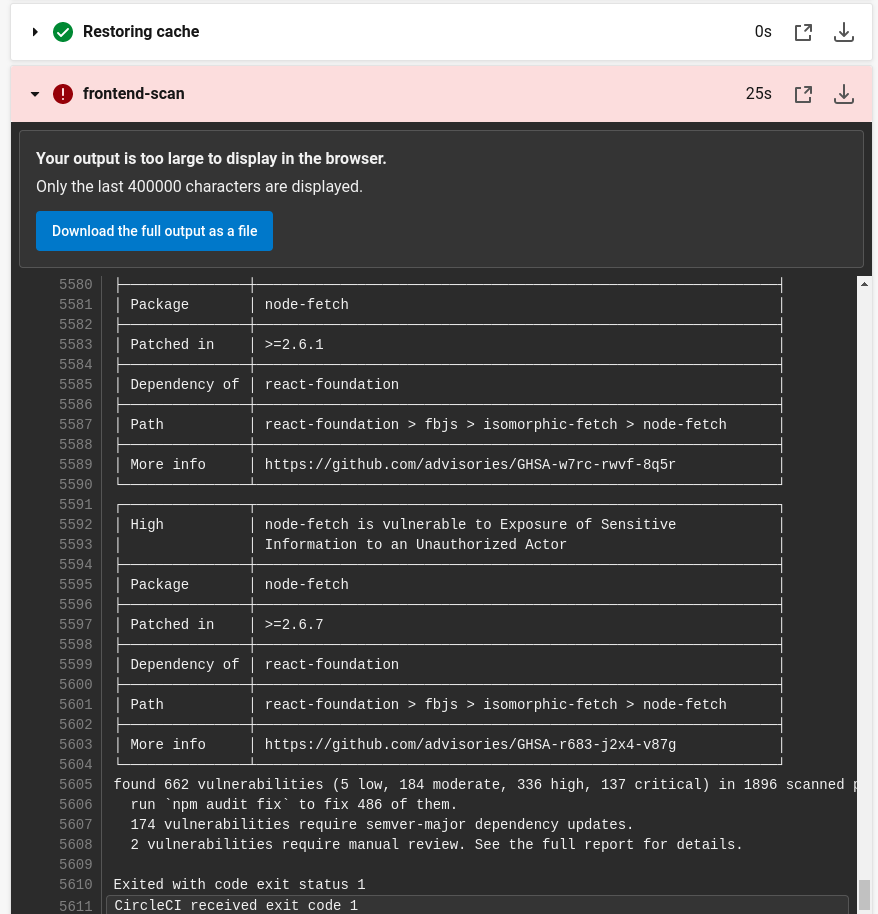 Restoring cache 0s
frontend-scan 25s
Your output is too large to display in the browser.
Only the last 400000 characters are displayed.
Download the full output as a file
5580
5581 | Package | node-fetch |
5582
5583 | Patched in | >=2.6.1 |
5584
5585 | Dependency of | react-foundation |
5586
5587 | Path | react-foundation > fbjs > isomorphic-fetch > node-fetch |
5588
5589 | More info | https://github.com/advisories/GHSA-w7rc-rwvf-8q5r |
5590
5591
5592 | High | node-fetch is vulnerable to Exposure of Sensitive |
5593 | | Information to an Unauthorized Actor |
5594
5595 | Package | node-fetch |
5596
5597 | Patched in | >=2.6.7 |
5598
5599 | Dependency of | react-foundation |
5600
5601 | Path | react-foundation > fbjs > isomorphic-fetch > node-fetch |
5602
5603 | More info | https://github.com/advisories/GHSA-r683-j2x4-v87g |
5604
5605 found 662 vulnerabilities (5 low, 184 moderate, 336 high, 137 critical) in 1896 scanned p
5606 run `npm audit fix` to fix 486 of them.
5607 174 vulnerabilities require semver-major dependency updates.
5608 2 vulnerabilities require manual review. See the full report for details.
5609
5610 Exited with code exit status 1
5611 CircleCI received exit code 1